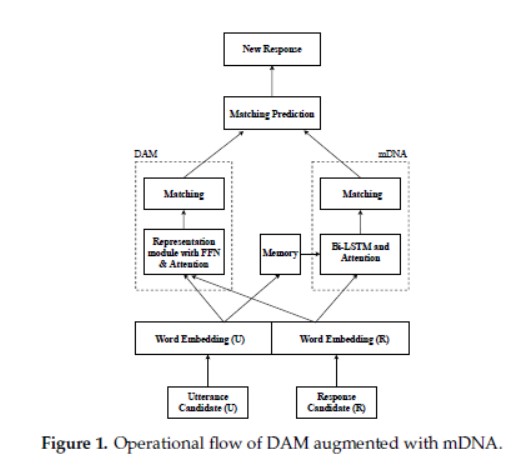 New Response
Matching Prediction
DAM
mDNA
Matching
Matching
Representation
module with FFN
& Attention
Memory
Bi-LSTM and
Attention
Word Embedding (U)
Word Embedding (R)
Utterance
Candidate (U)
Response
Candidate (R)
Figure 1. Operational flow of DAM augmented with mDNA.